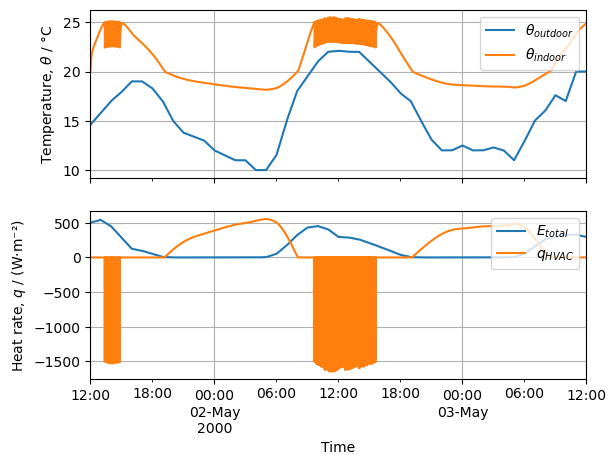 25
20
15
10
Temperature, θ / °C
θoutdoor
θindoor
500
0
−500
−1000
−1500
Heat rate, q / (W·m⁻²)
Etotal
qHVAC
12:00 18:00 00:00 06:00 12:00 18:00 00:00 06:00 12:00
02-May 03-May
2000
Time